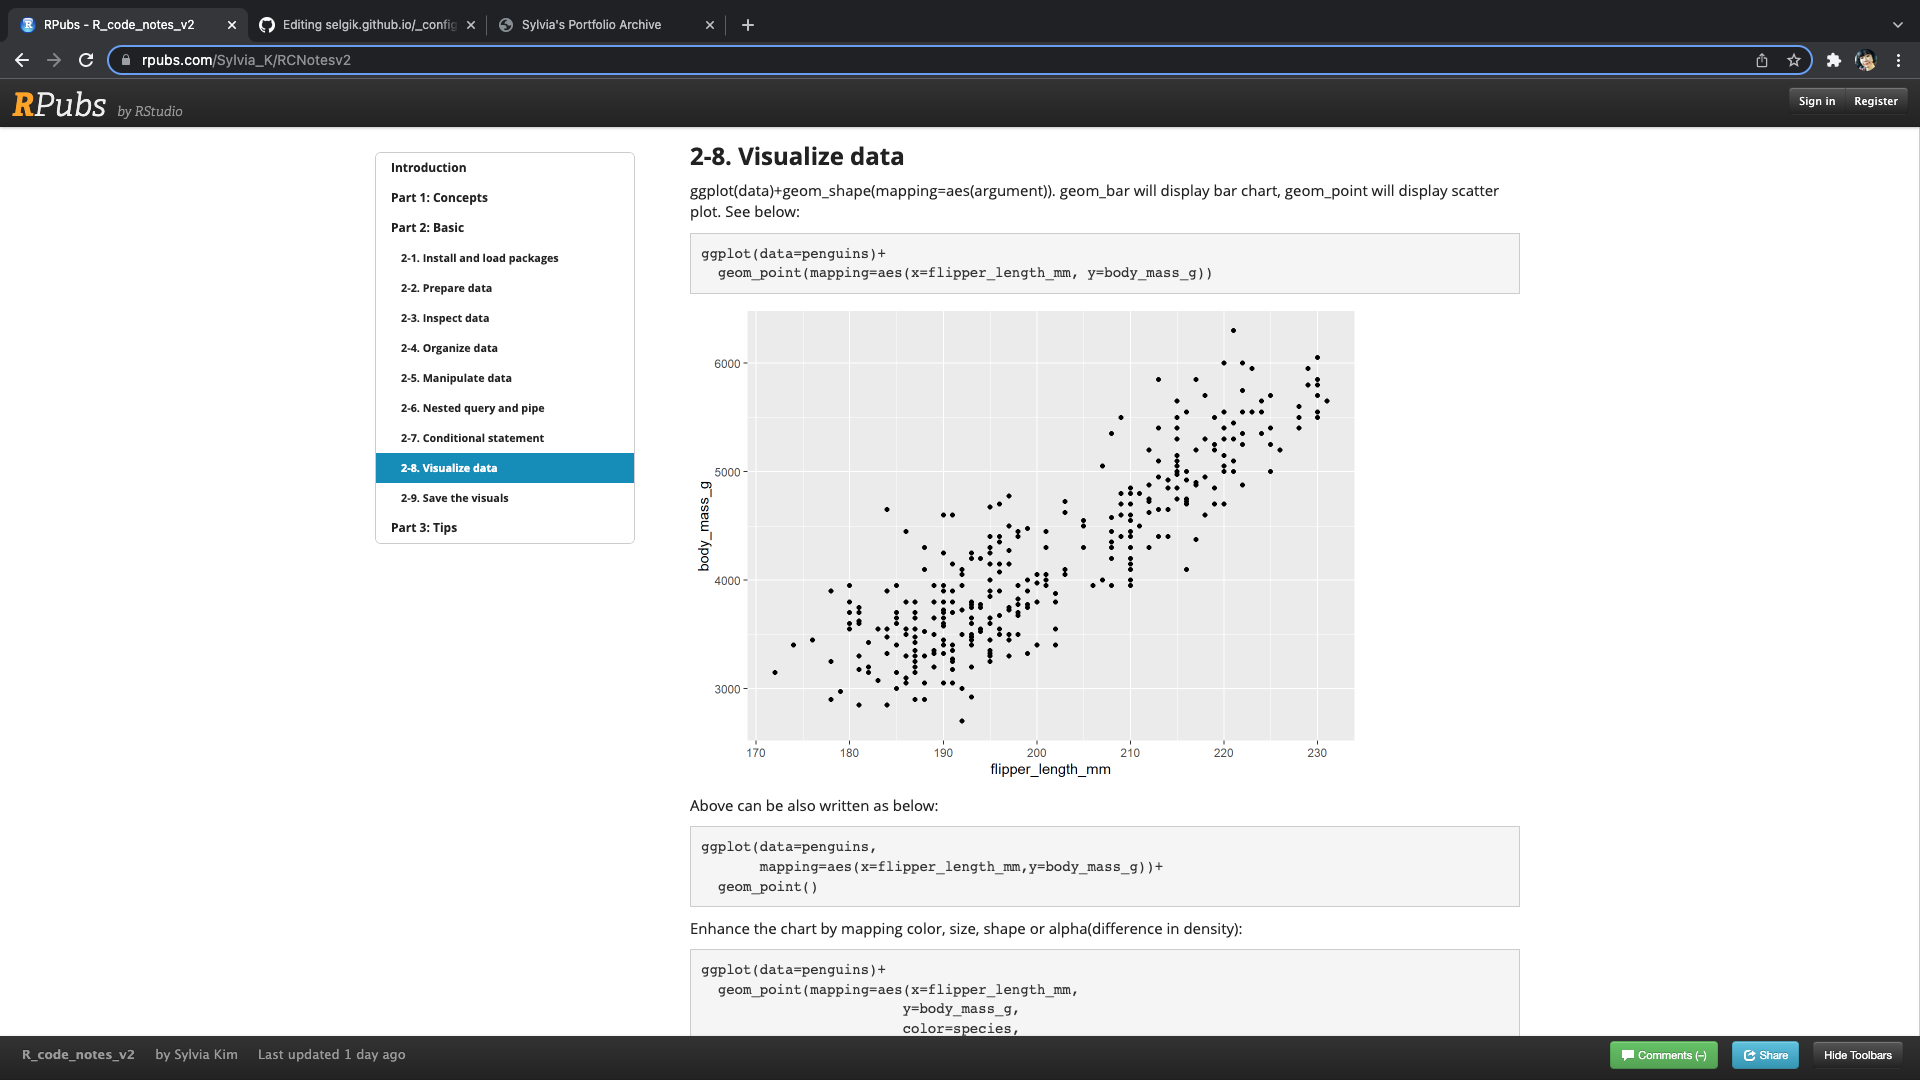 RPubs - R_code_notes_v2
Editing selgik.github.io/_config
Sylvia's Portfolio Archive
rpubs.com/Sylvia_K/RCNotesv2
RPubs by RStudio
Sign in
Register
Introduction
Part 1: Concepts
Part 2: Basic
2-1. Install and load packages
2-2. Prepare data
2-3. Inspect data
2-4. Organize data
2-5. Manipulate data
2-6. Nested query and pipe
2-7. Conditional statement
2-8. Visualize data
2-9. Save the visuals
Part 3: Tips
2-8. Visualize data
ggplot(data)+geom_shape(mapping=aes(argument)). geom_bar will display bar chart, geom_point will display scatter
plot. See below:
ggplot(data=penguins)+
  geom_point(mapping=aes(x=flipper_length_mm, y=body_mass_g))
6000
5000
4000
3000
body_mass_g
170 180 190 200 210 220 230
flipper_length_mm
Above can be also written as below:
ggplot(data=penguins,
       mapping=aes(x=flipper_length_mm,y=body_mass_g))+
  geom_point()
Enhance the chart by mapping color, size, shape or alpha(difference in density):
ggplot(data=penguins)+
  geom_point(mapping=aes(x=flipper_length_mm,
                        y=body_mass_g,
                        color=species,
R_code_notes_v2 by Sylvia Kim Last updated 1 day ago
Comments (–)
Share
Hide Toolbars